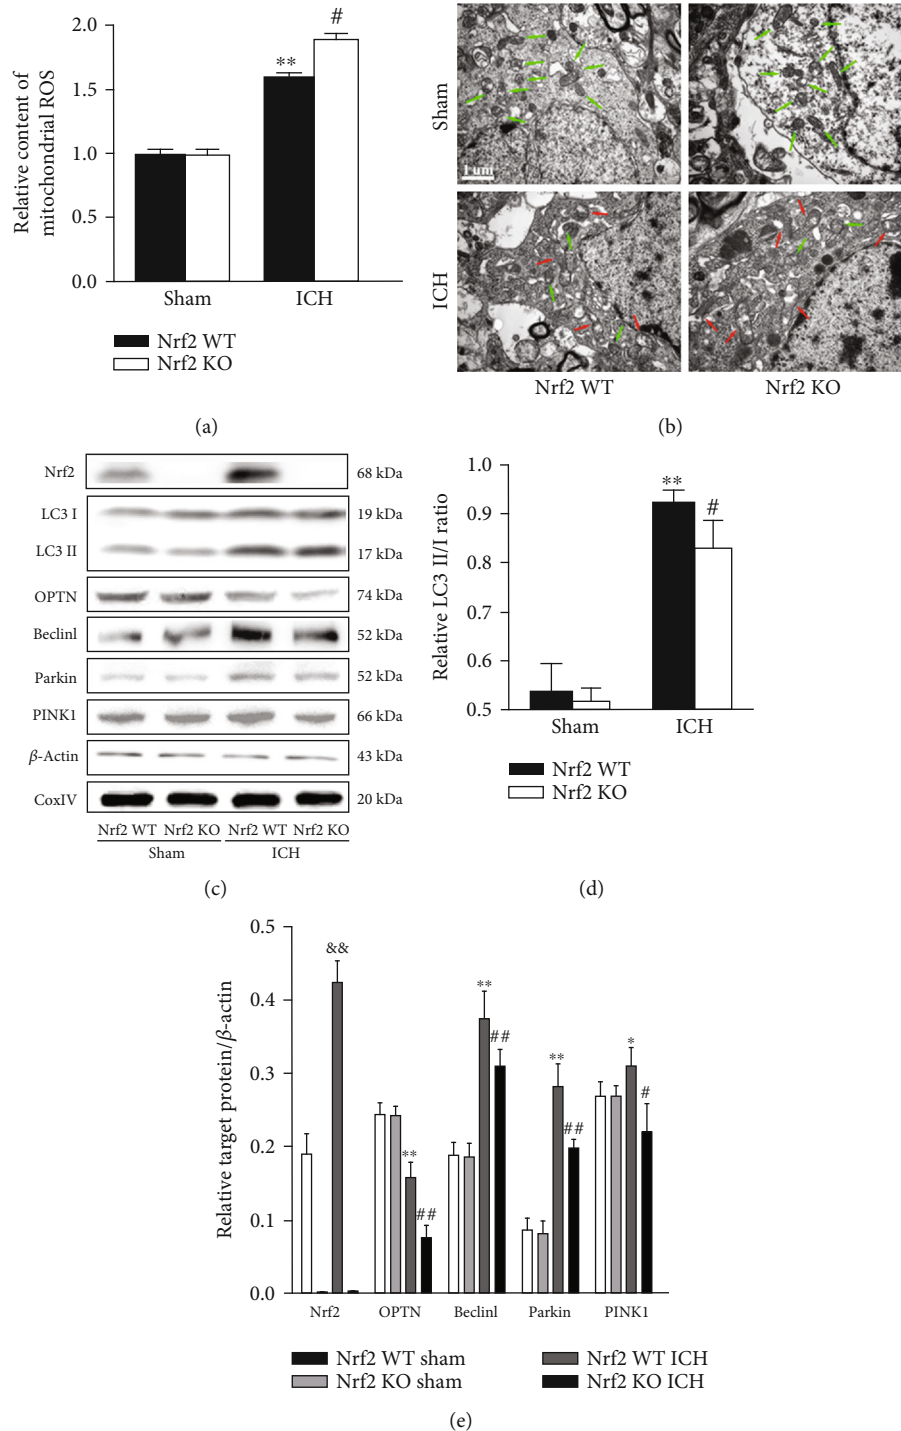 2.0
1.5
1.0
0.5
0.0
Relative content of
mitochondrial ROS
**
#
Sham
ICH
Nrf2 WT
Nrf2 KO
(a)
Sham
ICH
1 µm
Nrf2 WT
Nrf2 KO
(b)
Nrf2
68 kDa
LC3 I
19 kDa
LC3 II
17 kDa
OPTN
74 kDa
Beclinl
52 kDa
Parkin
52 kDa
PINK1
66 kDa
β-Actin
43 kDa
CoxIV
20 kDa
Nrf2 WT Nrf2 KO Nrf2 WT Nrf2 KO
Sham
ICH
(c)
1.0
0.9
0.8
0.7
0.6
0.5
Relative LC3 II/I ratio
**
#
Sham
ICH
Nrf2 WT
Nrf2 KO
(d)
0.5
0.4
0.3
0.2
0.1
0.0
Relative target protein/β-actin
&&
**
##
**
##
**
##
*
#
Nrf2
OPTN
Beclinl
Parkin
PINK1
Nrf2 WT sham
Nrf2 KO sham
Nrf2 WT ICH
Nrf2 KO ICH
(e)